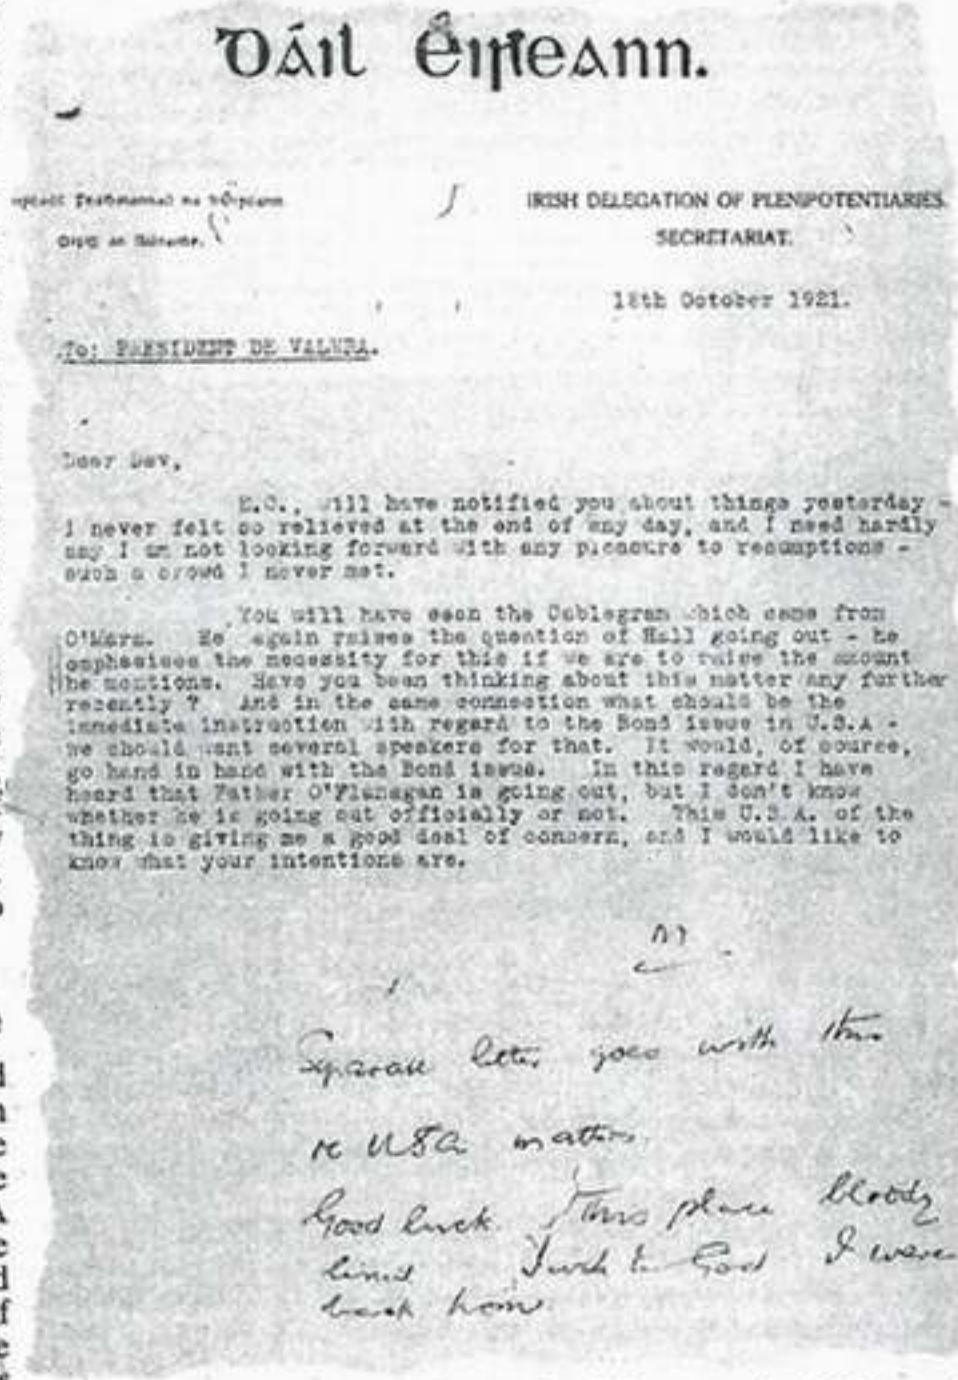 Dáil Éireann.
IRISH DELEGATION OF PLENIPOTENTIARIES.
SECRETARIAT.
October 1921.
To: PRESIDENT DE VALERA.
Dear Dev,
will have notified you about things yesterday -
I never felt so relieved at the end of any day, and I need hardly
say I am not looking forward with any pleasure to resumptions -
such a crowd I never met.
You will have seen the Cablegram which came from
O'Mara. He again raises the question of Hall going out - he
emphasises the necessity for this if we are to raise the amount
he mentions. Have you been thinking about this matter any further
recently ? And in the same connection what should be the
immediate instruction with regard to the Bond issue in U.S.A -
we should want several speakers for that. It would, of course,
go hand in hand with the Bond issue. In this regard I have
heard that Father O'Flanagan is going out, but I don't know
whether he is going out officially or not. This U.S.A. of the
thing is giving me a good deal of concern, and I would like to
know what your intentions are.
M
Separate letter goes with this
re USA matters.
Good luck. This place bloody
I wish to God I were
back home.